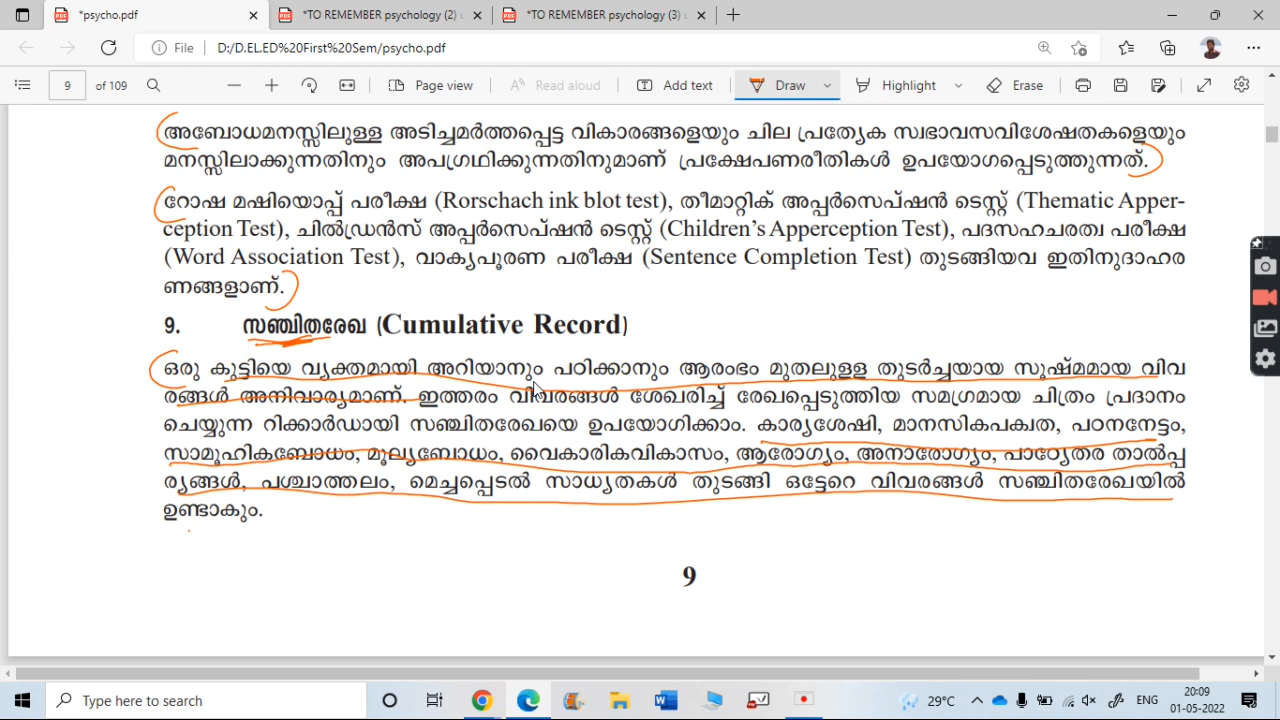 *psycho.pdf
*TO REMEMBER psychology (2)
*TO REMEMBER psychology (3)
File D:/D.EL.ED%20First%20Sem/psycho.pdf
9 of 109 Page view Read aloud Add text Draw Highlight Erase
അബോധമനസ്സിലുള്ള അടിച്ചമർത്തപ്പെട്ട വികാരങ്ങളെയും ചില പ്രത്യേക സ്വഭാവസവിശേഷതകളെയും
മനസ്സിലാക്കുന്നതിനും അപഗ്രഥിക്കുന്നതിനുമാണ് പ്രക്ഷേപണരീതികൾ ഉപയോഗപ്പെടുത്തുന്നത്.
റോഷ മഷിയൊപ്പ് പരീക്ഷ (Rorschach ink blot test), തീമാറ്റിക് അപ്പർസെപ്ഷൻ ടെസ്റ്റ് (Thematic Apper-
ception Test), ചിൽഡ്രൻസ് അപ്പർസെപ്ഷൻ ടെസ്റ്റ് (Children's Apperception Test), പദസഹചരത്വ പരീക്ഷ
(Word Association Test), വാക്യപൂരണ പരീക്ഷ (Sentence Completion Test) തുടങ്ങിയവ ഇതിനുദാഹര
ണങ്ങളാണ്.
9. സഞ്ചിതരേഖ (Cumulative Record)
ഒരു കുട്ടിയെ വ്യക്തമായി അറിയാനും പഠിക്കാനും ആരംഭം മുതലുള്ള തുടർച്ചയായ സൂഷ്മമായ വിവ
രങ്ങൾ അനിവാര്യമാണ്. ഇത്തരം വിവരങ്ങൾ ശേഖരിച്ച് രേഖപ്പെടുത്തിയ സമഗ്രമായ ചിത്രം പ്രദാനം
ചെയ്യുന്ന റിക്കാർഡായി സഞ്ചിതരേഖയെ ഉപയോഗിക്കാം. കാര്യശേഷി, മാനസികപക്വത, പഠനനേട്ടം,
സാമൂഹികബോധം, മൂല്യബോധം, വൈകാരികവികാസം, ആരോഗ്യം, അനാരോഗ്യം, പാഠ്യേതര താൽപ്പ
ര്യങ്ങൾ, പശ്ചാത്തലം, മെച്ചപ്പെടൽ സാധ്യതകൾ തുടങ്ങി ഒട്ടേറെ വിവരങ്ങൾ സഞ്ചിതരേഖയിൽ
ഉണ്ടാകും.
9
Type here to search
29°C ENG 20:09
01-05-2022